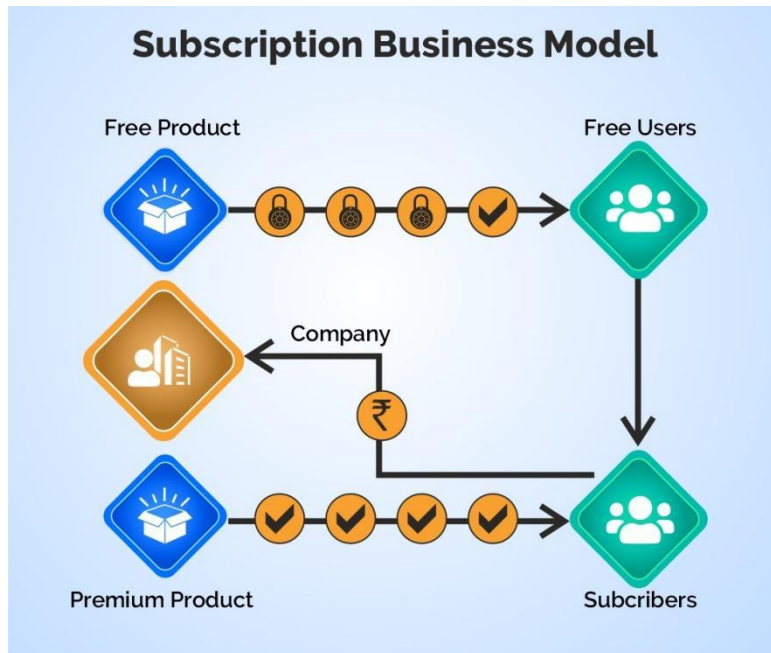 Subscription Business Model
Free Product
Free Users
Company
₹
Premium Product
Subcribers